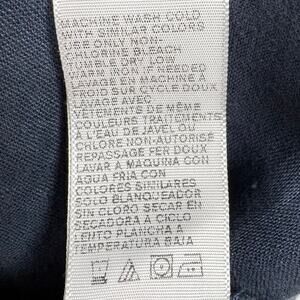 MACHINE WASH COLD
WITH SIMILAR COLORS
USE ONLY NON-
CHLORINE BLEACH
TUMBLE DRY LOW
WARM IRON IF NEEDED
LAVAGE EN MACHINE À
FROID SUR CYCLE DOUX
LAVAGE AVEC
VÊTEMENTS DE MÊME
COULEURS TRAITEMENTS
À L'EAU DE JAVEL OU
CHLORE NON-AUTORISÉ
REPASSAGE FER DOUX
LAVAR A MAQUINA CON
AGUA FRIA CON
COLORES SIMILARES
SOLO BLANQUEADOR
SIN CLORO SECAR EN
SECADORA A CICLO
LENTO PLANCHA A
TEMPERATURA BAJA